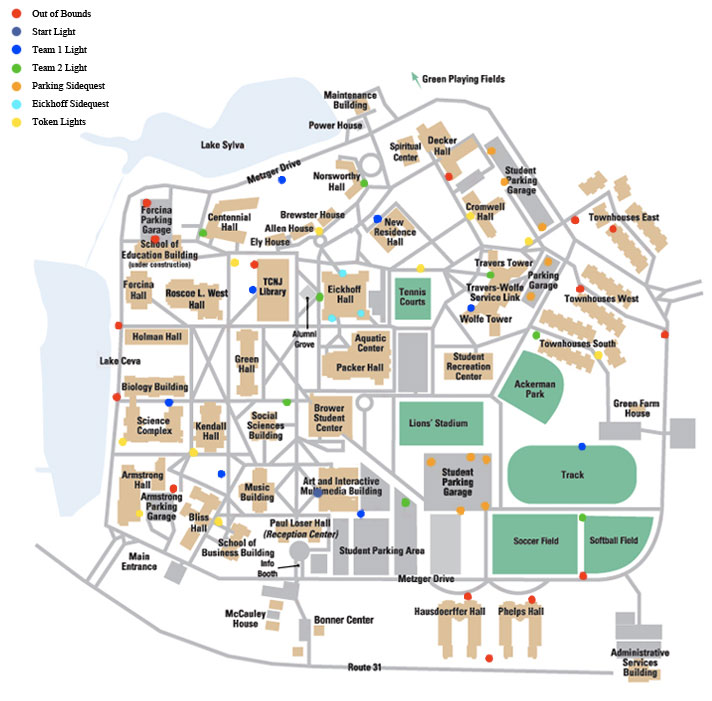 Out of Bounds
Start Light
Team 1 Light
Team 2 Light
Parking Sidequest
Eickhoff Sidequest
Token Lights
Green Playing Fields
Maintenance
Building
Power House
Lake Sylva
Metzger Drive
Spiritual
Center
Decker
Hall
Norsworthy
Hall
Student
Parking
Garage
Forcina
Parking
Garage
Centennial
Hall
Brewster House
Allen House
Ely House
New
Residence
Hall
Cromwell
Hall
Townhouses East
School of
Education Building
(under construction)
Forcina
Hall
Roscoe L. West
Hall
TCNJ
Library
Eickhoff
Hall
Tennis
Courts
Travers Tower
Travers-Wolfe
Service Link
Wolfe Tower
Parking
Garage
Townhouses West
Alumni
Grove
Holman Hall
Green
Hall
Aquatic
Center
Packer Hall
Student
Recreation
Center
Townhouses South
Lake Ceva
Biology Building
Ackerman
Park
Green Farm
House
Science
Complex
Kendall
Hall
Social
Sciences
Building
Brower
Student
Center
Lions' Stadium
Armstrong
Hall
Armstrong
Parking
Garage
Music
Building
Art and Interactive
Multimedia Building
Student
Parking
Garage
Track
Bliss
Hall
Paul Loser Hall
(Reception Center)
School of
Business Building
Info
Booth
Student Parking Area
Soccer Field
Softball Field
Main
Entrance
Metzger Drive
McCauley
House
Bonner Center
Hausdoerffer Hall
Phelps Hall
Administrative
Services
Building
Route 31